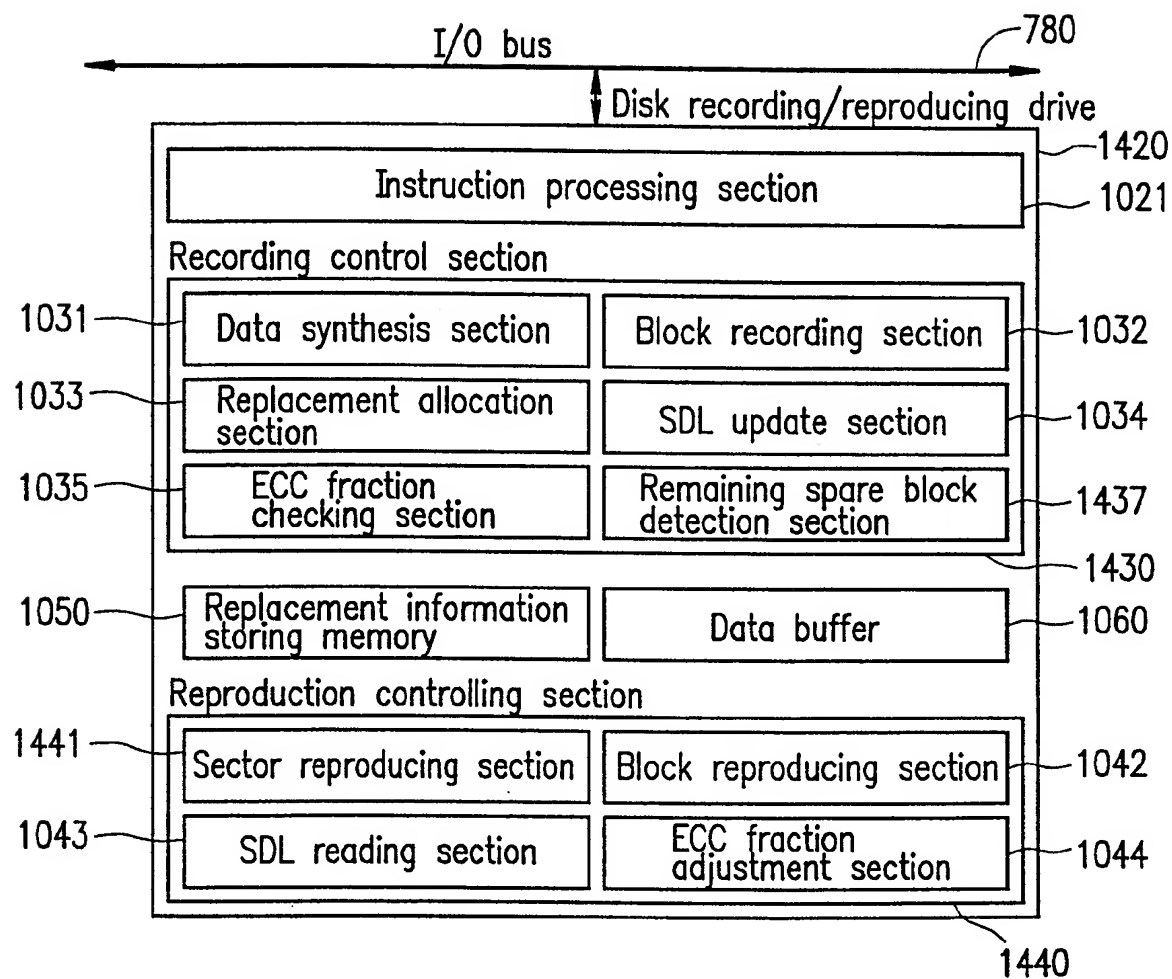 I/O bus
780
Disk recording/reproducing drive
1420
Instruction processing section
1021
Recording control section
1031
Data synthesis section
Block recording section
1032
1033
Replacement allocation
section
SDL update section
1034
1035
ECC fraction
checking section
Remaining spare block
detection section
1437
1430
1050
Replacement information
storing memory
Data buffer
1060
Reproduction controlling section
1441
Sector reproducing section
Block reproducing section
1042
1043
SDL reading section
ECC fraction
adjustment section
1044
1440